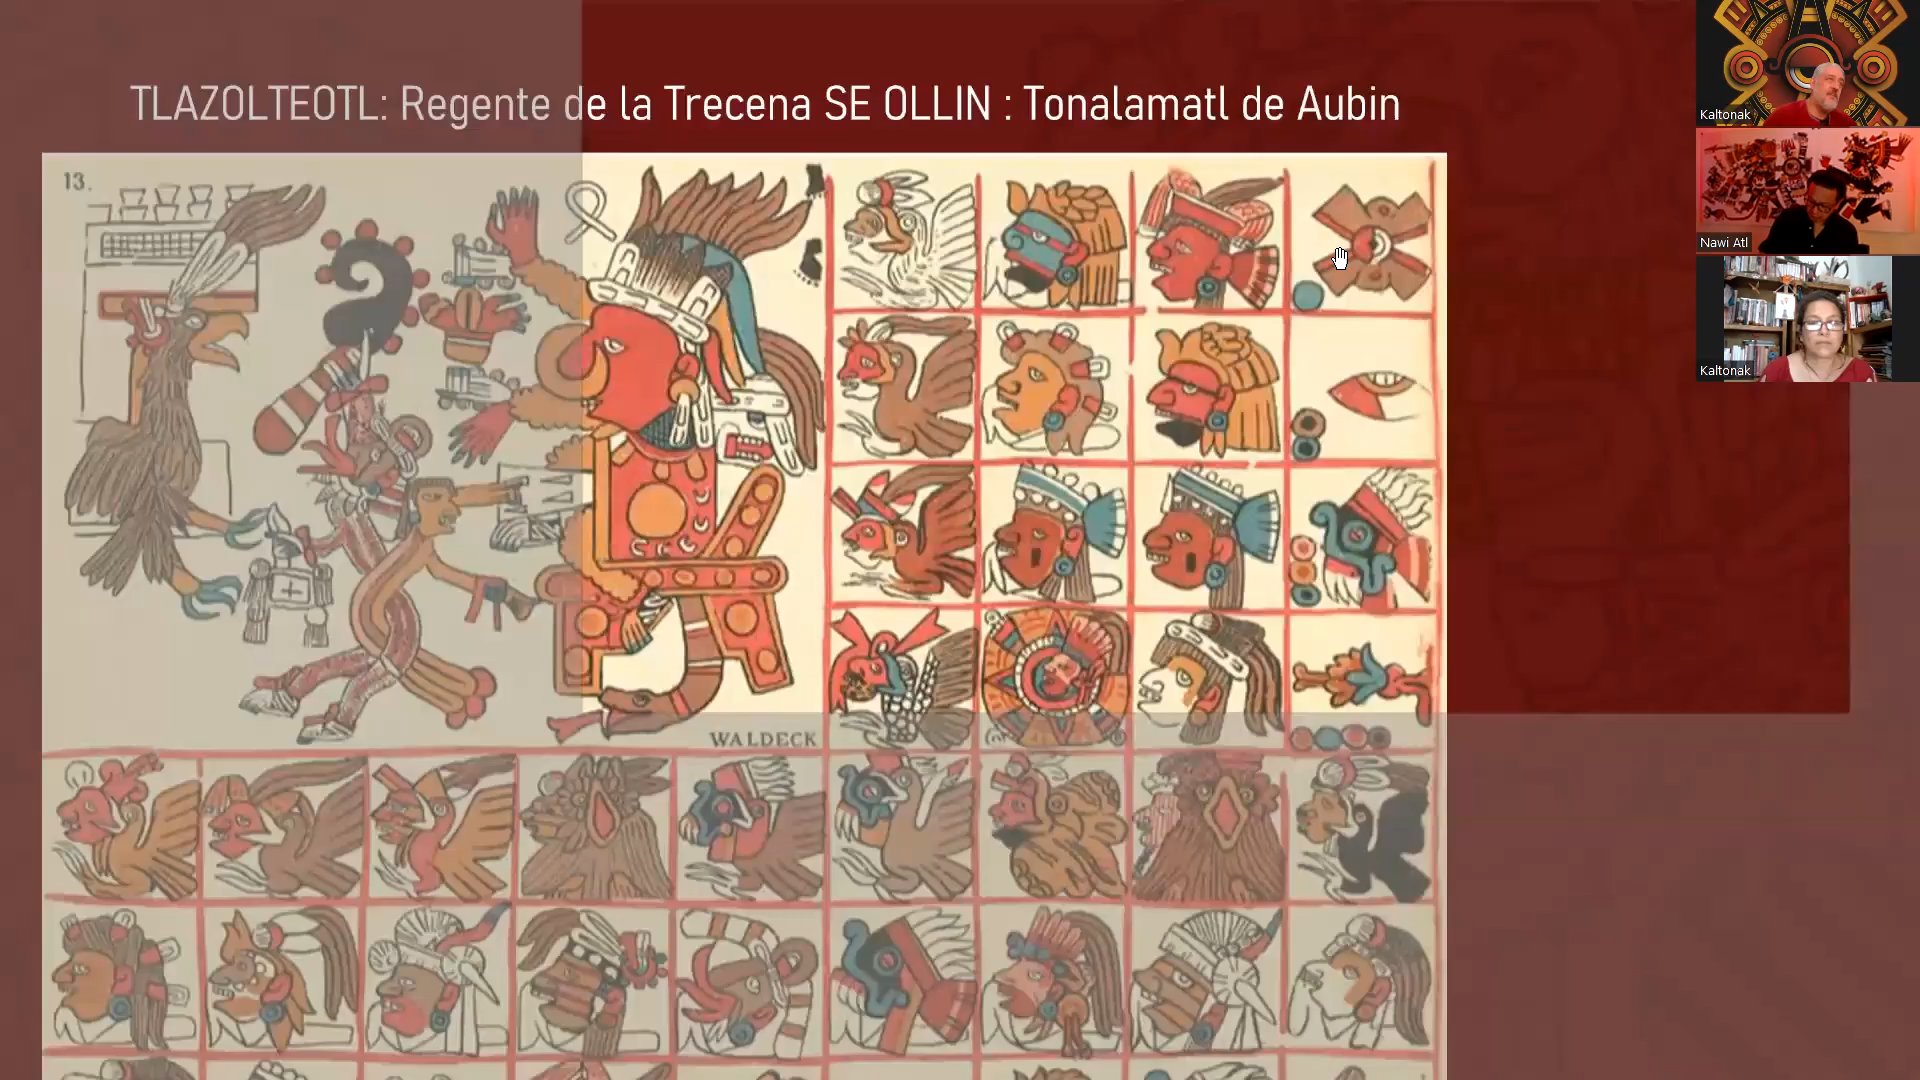 TLAZOLTEOTL: Regente de la Trecena SE OLLIN : Tonalamatl de Aubin
13.
WALDECK
Kaltonak
Nawi Atl
Kaltonak